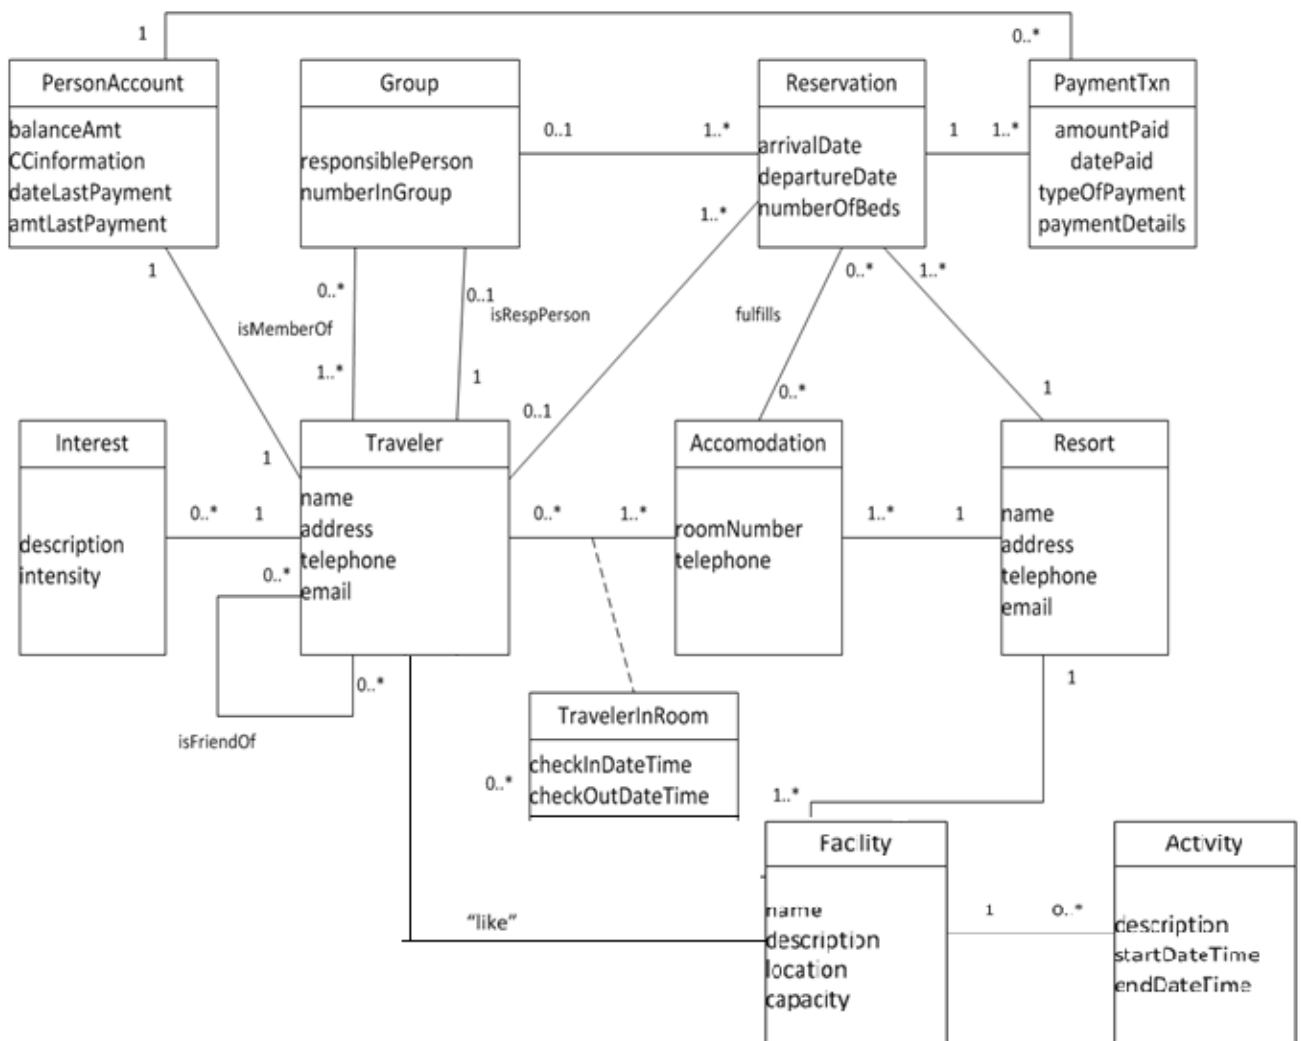 1
0..*
PersonAccount
balanceAmt
CCinformation
dateLastPayment
amtLastPayment
Group
responsiblePerson
numberInGroup
0..1
1..*
Reservation
arrivalDate
departureDate
numberOfBeds
1
1..*
PaymentTxn
amountPaid
datePaid
typeOfPayment
paymentDetails
1
0..*
isMemberOf
1..*
0..1
isRespPerson
1
1..*
0..1
0..*
fulfills
0..*
1..*
1
1
Interest
description
intensity
0..*
1
Traveler
name
address
telephone
email
0..*
0..*
isFriendOf
0..*
1..*
Accomodation
roomNumber
telephone
1..*
1
Resort
name
address
telephone
email
1
1..*
TravelerInRoom
checkInDateTime
checkOutDateTime
0..*
"like"
Facility
name
description
location
capacity
1
0..*
Activity
description
startDateTime
endDateTime